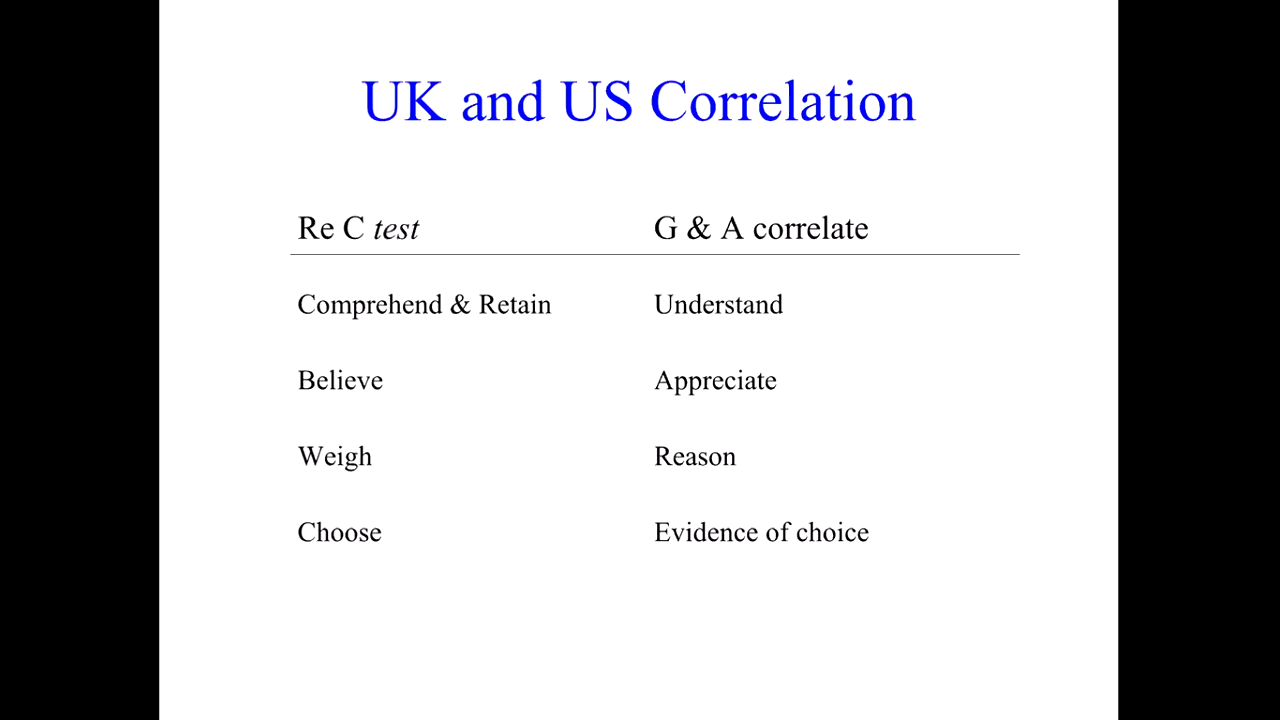 UK and US Correlation
Re C test G & A correlate
Comprehend & Retain Understand
Believe Appreciate
Weigh Reason
Choose Evidence of choice